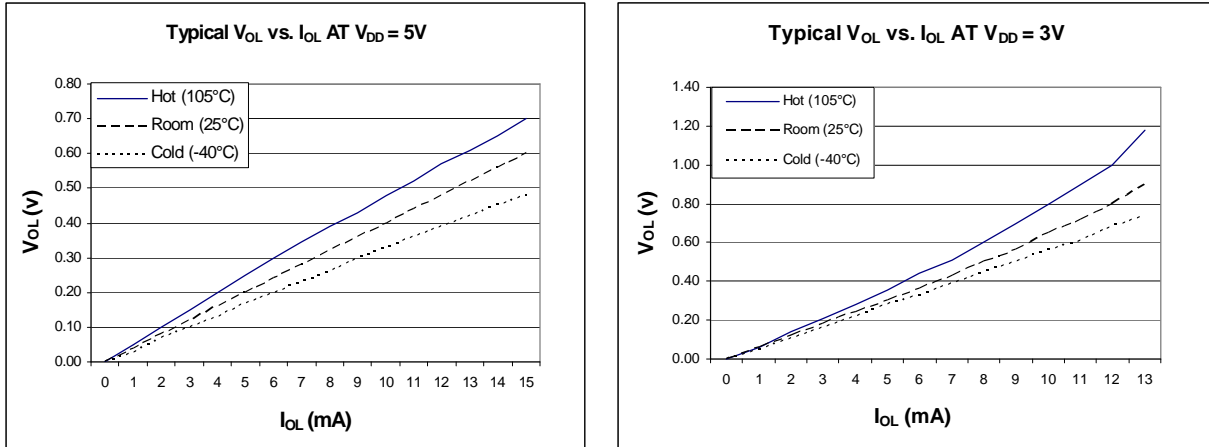 Typical VOL vs. IOL AT VDD = 5V
0.80
0.70
0.60
0.50
0.40
0.30
0.20
0.10
0.00
VOL (v)
Hot (105°C)
Room (25°C)
Cold (-40°C)
0 1 2 3 4 5 6 7 8 9 10 11 12 13 14 15
IOL (mA)
Typical VOL vs. IOL AT VDD = 3V
1.40
1.20
1.00
0.80
0.60
0.40
0.20
0.00
VOL (v)
Hot (105°C)
Room (25°C)
Cold (-40°C)
0 1 2 3 4 5 6 7 8 9 10 11 12 13
IOL (mA)